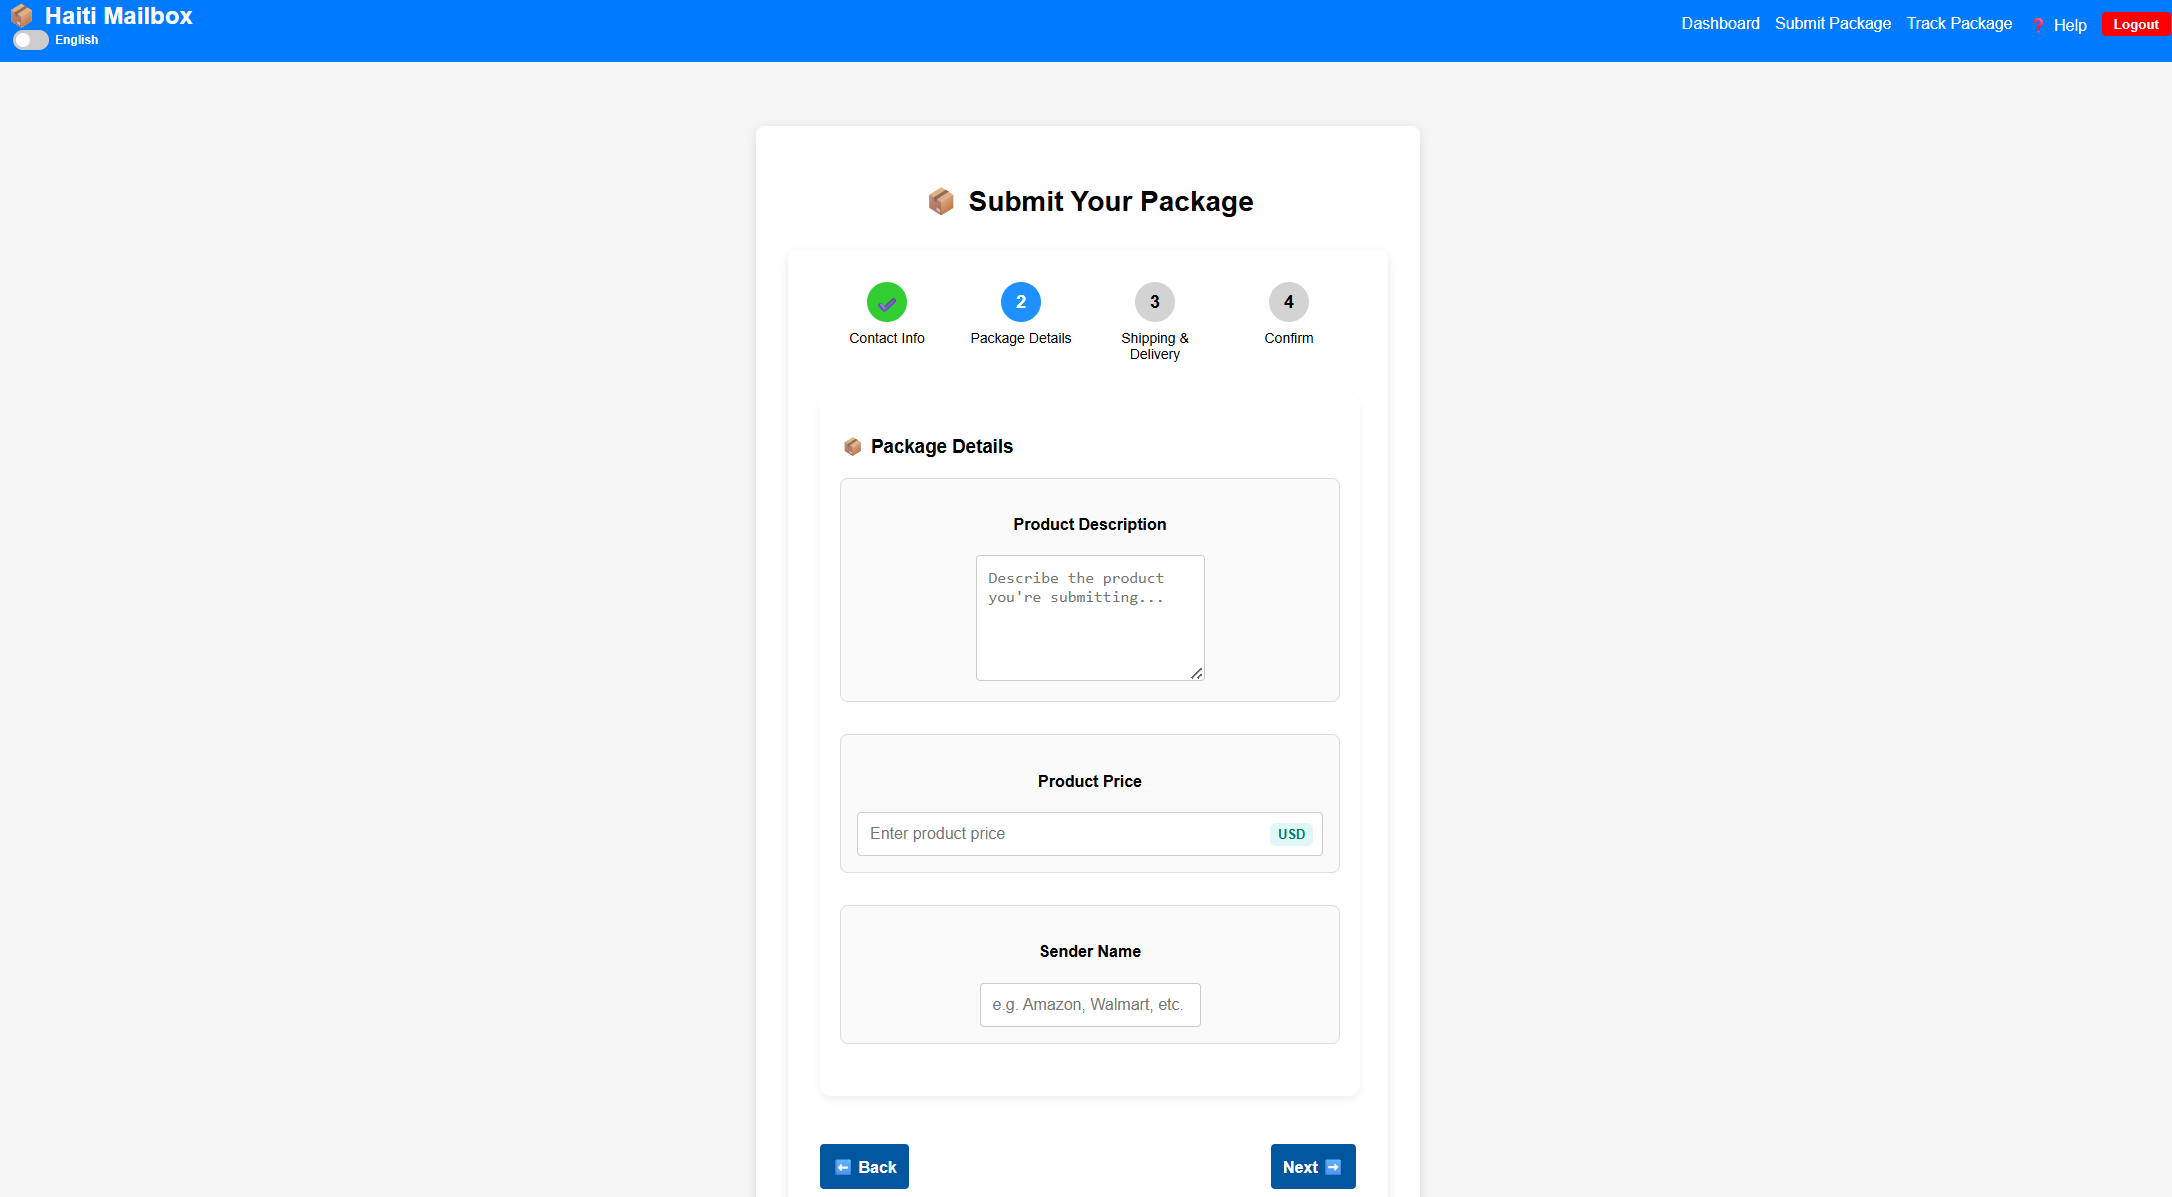 Haiti Mailbox
English
Dashboard Submit Package Track Package ❓ Help Logout
Submit Your Package
2 3 4
Contact Info Package Details Shipping & Delivery Confirm
Package Details
Product Description
Describe the product
you're submitting...
Product Price
Enter product price USD
Sender Name
e.g. Amazon, Walmart, etc.
Back Next